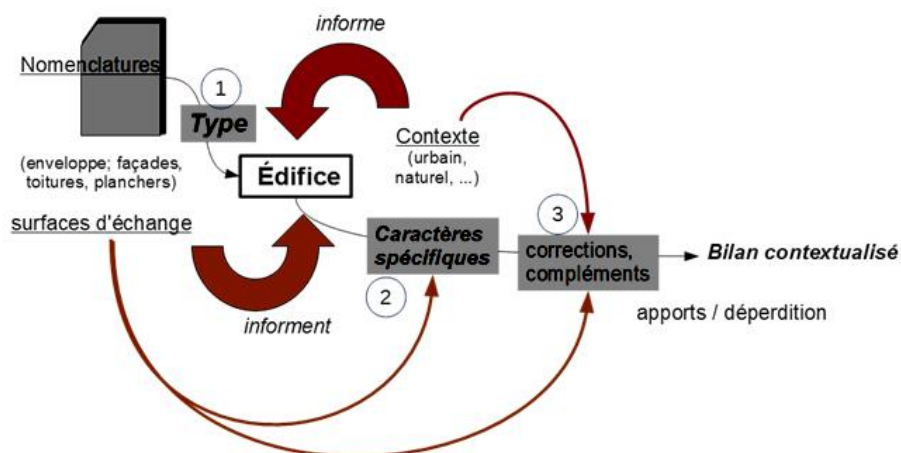 informe
Nomenclatures
1
Type
Contexte
(urbain,
naturel, ...)
(enveloppe; façades,
toitures, planchers)
Édifice
surfaces d'échange
3
Caractères
spécifiques
corrections,
compléments
Bilan contextualisé
2
informent
apports / déperdition